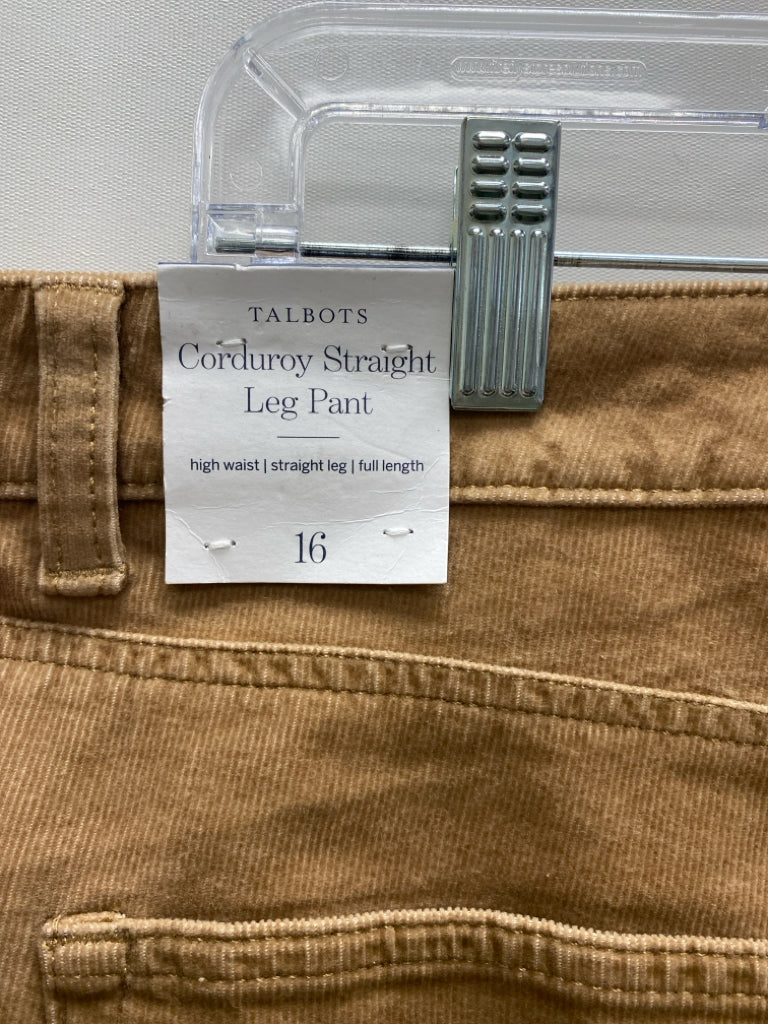 TALBOTS
Corduroy Straight
Leg Pant
high waist | straight leg | full length
16